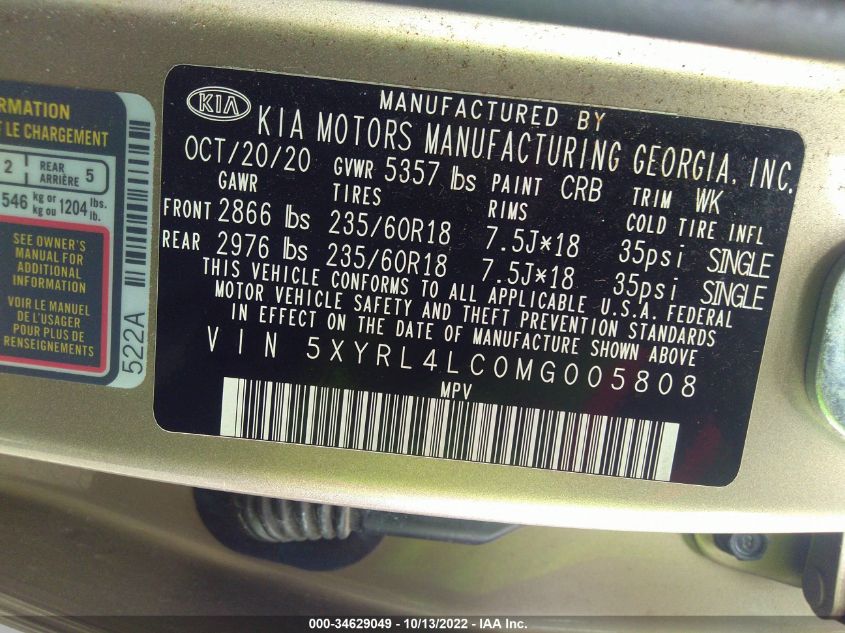 RMATION
T LE CHARGEMENT
2 REAR ARRIÈRE 5
546 kg or kg ou 1204 lbs. lb.
SEE OWNER'S
MANUAL FOR
ADDITIONAL
INFORMATION
VOIR LE MANUEL
DE L'USAGER
POUR PLUS DE
RENSEIGNEMENTS
522A
KIA
MANUFACTURED BY
KIA MOTORS MANUFACTURING GEORGIA, INC.
OCT/20/20 GVWR 5357 lbs PAINT CRB TRIM WK
GAWR TIRES RIMS COLD TIRE INFL
FRONT 2866 lbs 235/60R18 7.5J*18 35psi SINGLE
REAR 2976 lbs 235/60R18 7.5J*18 35psi SINGLE
THIS VEHICLE CONFORMS TO ALL APPLICABLE U.S.A. FEDERAL
MOTOR VEHICLE SAFETY AND THEFT PREVENTION STANDARDS
IN EFFECT ON THE DATE OF MANUFACTURE SHOWN ABOVE
VIN 5XYRL4LC0MG005808
MPV
000-34629049 - 10/13/2022 - IAA Inc.